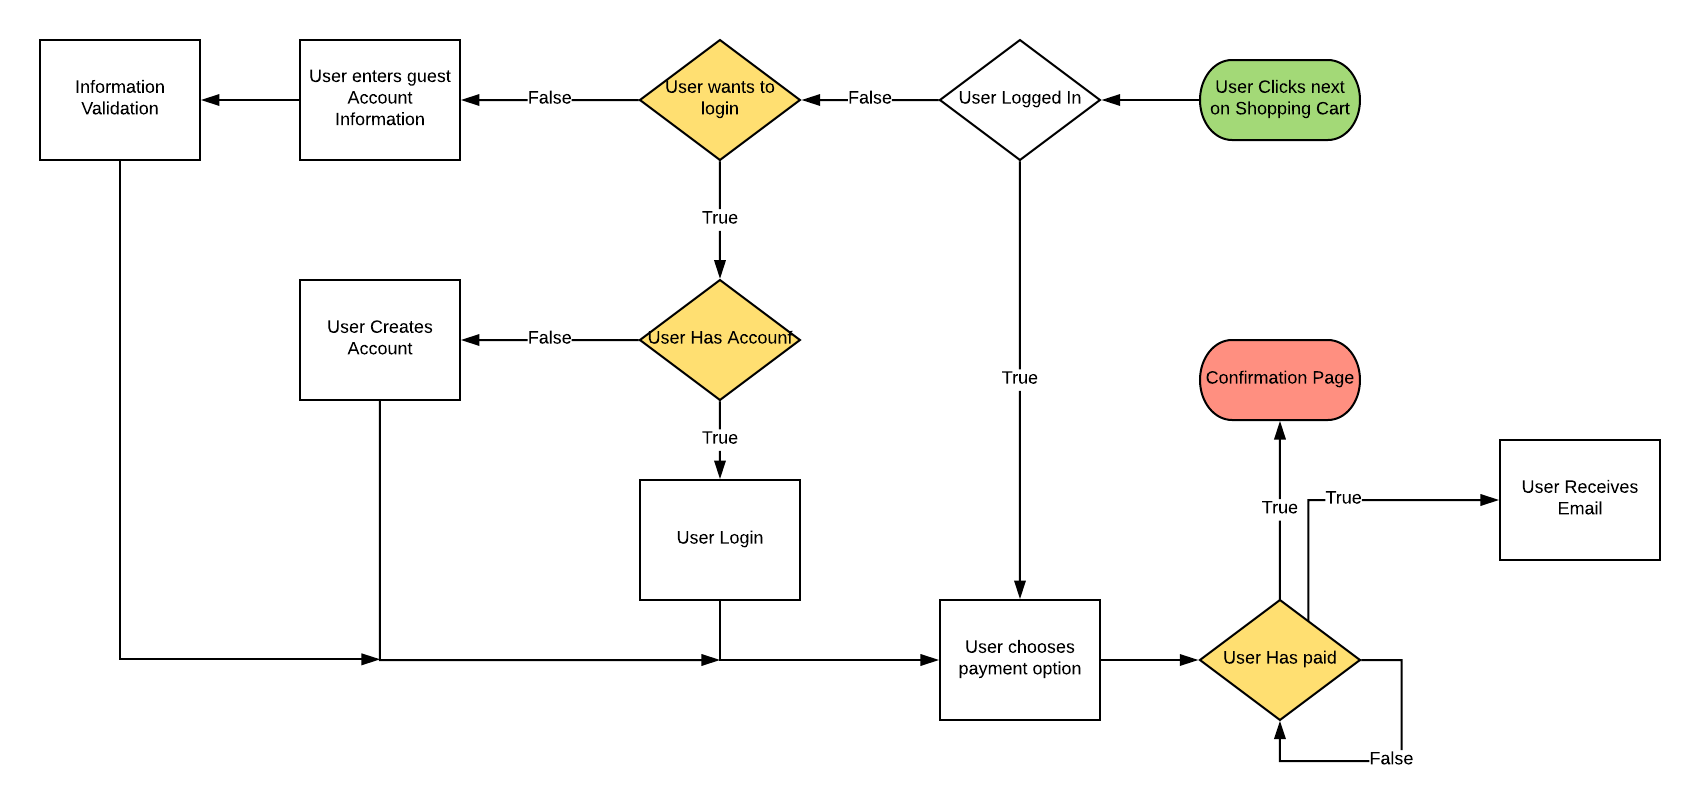 Information
Validation
User enters guest
Account
Information
False
User wants to
login
False
User Logged In
User Clicks next
on Shopping Cart
True
User Creates
Account
False
User Has Account
True
Confirmation Page
True
User Login
True
True
User Receives
Email
User chooses
payment option
User Has paid
False